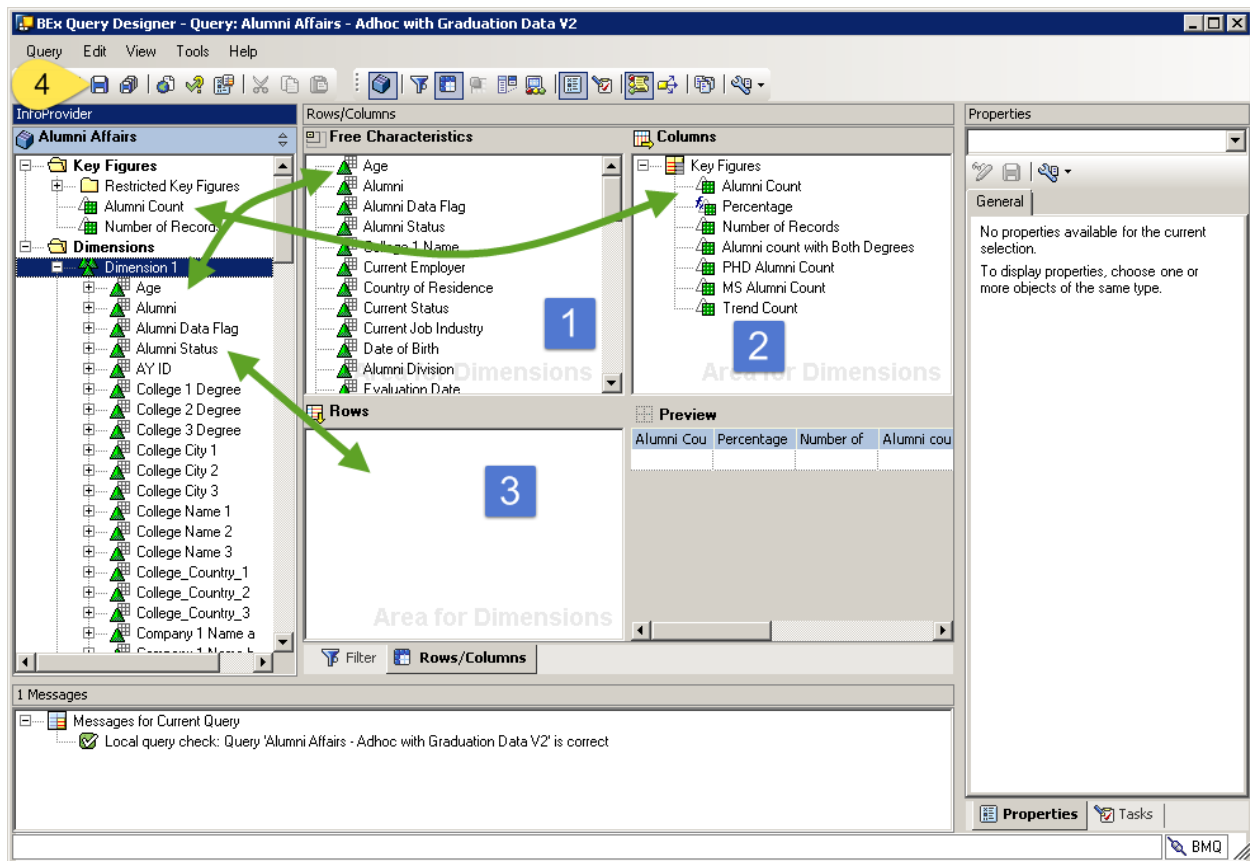 BEx Query Designer - Query: Alumni Affairs - Adhoc with Graduation Data V2
Query Edit View Tools Help
4
InfoProvider
Alumni Affairs
Key Figures
Restricted Key Figures
Alumni Count
Number of Records
Dimensions
Dimension 1
Age
Alumni
Alumni Data Flag
Alumni Status
AY ID
College 1 Degree
College 2 Degree
College 3 Degree
College City 1
College City 2
College City 3
College Name 1
College Name 2
College Name 3
College_Country_1
College_Country_2
College_Country_3
Company 1 Name a
Rows/Columns
Free Characteristics
Age
Alumni
Alumni Data Flag
Alumni Status
College 1 Name
Current Employer
Country of Residence
Current Status
Current Job Industry
Date of Birth
Alumni Division
Evaluation Date
1
Area for Dimensions
Columns
Key Figures
Alumni Count
Percentage
Number of Records
Alumni count with Both Degrees
PHD Alumni Count
MS Alumni Count
Trend Count
2
Area for Dimensions
Rows
3
Area for Dimensions
Preview
Alumni Cou Percentage Number of Alumni cou
Filter Rows/Columns
Properties
General
No properties available for the current
selection.
To display properties, choose one or
more objects of the same type.
Properties Tasks
1 Messages
Messages for Current Query
Local query check: Query 'Alumni Affairs - Adhoc with Graduation Data V2' is correct
BMQ